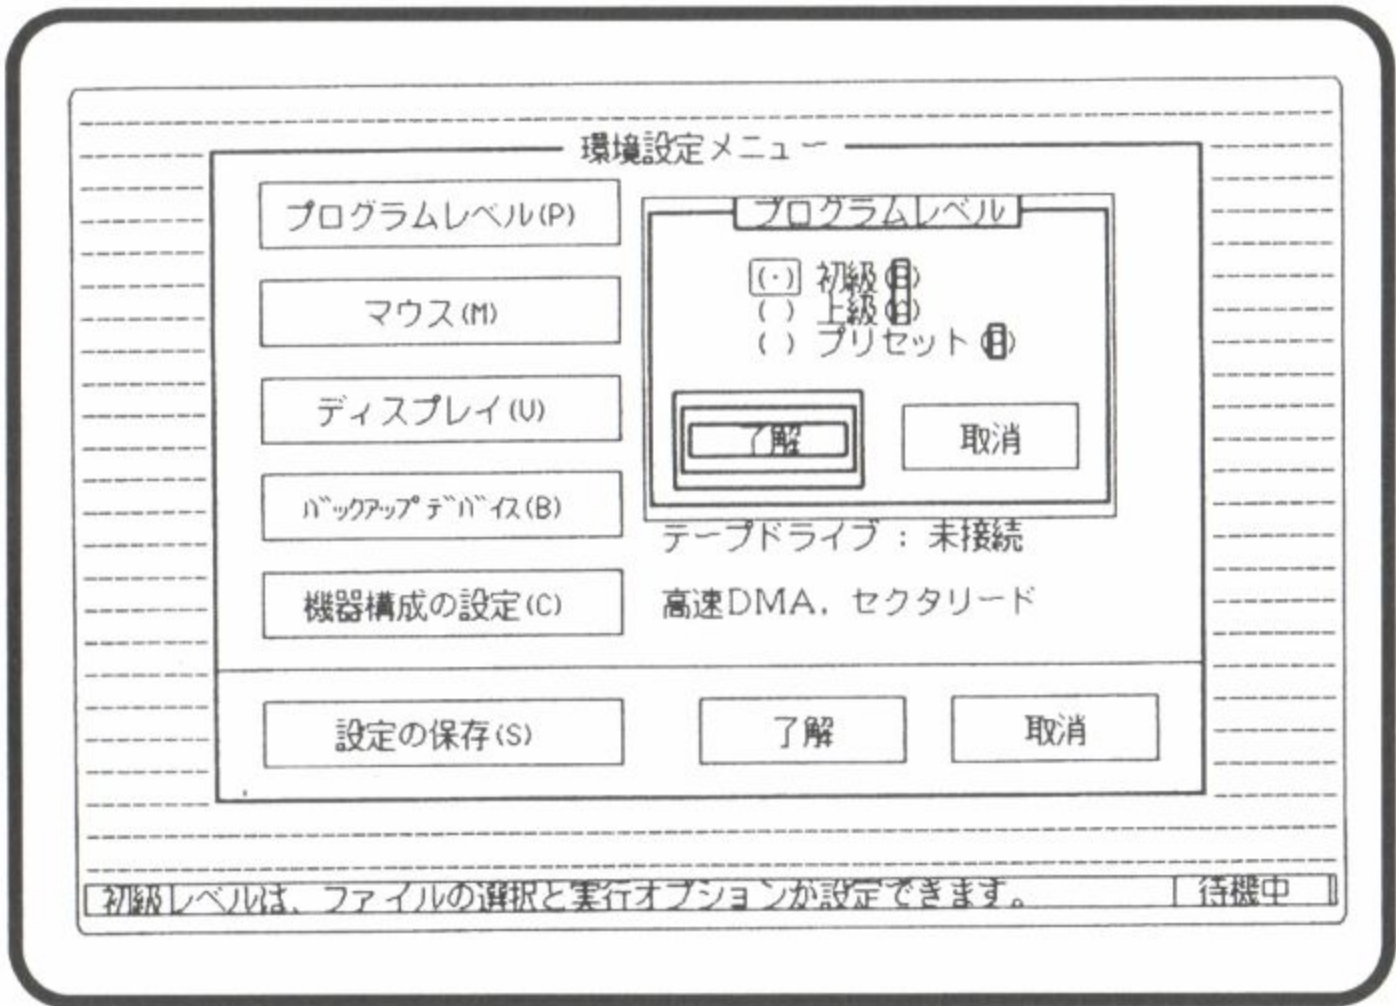 環境設定メニュー
プログラムレベル(P)
マウス(M)
ディスプレイ(V)
バックアップデバイス(B)
機器構成の設定(C)
プログラムレベル
(・) 初級
( ) 上級
( ) プリセット
了解
取消
テープドライブ : 未接続
高速DMA. セクタリード
設定の保存(S)
了解
取消
初級レベルは、ファイルの選択と実行オプションが設定できます。
待機中